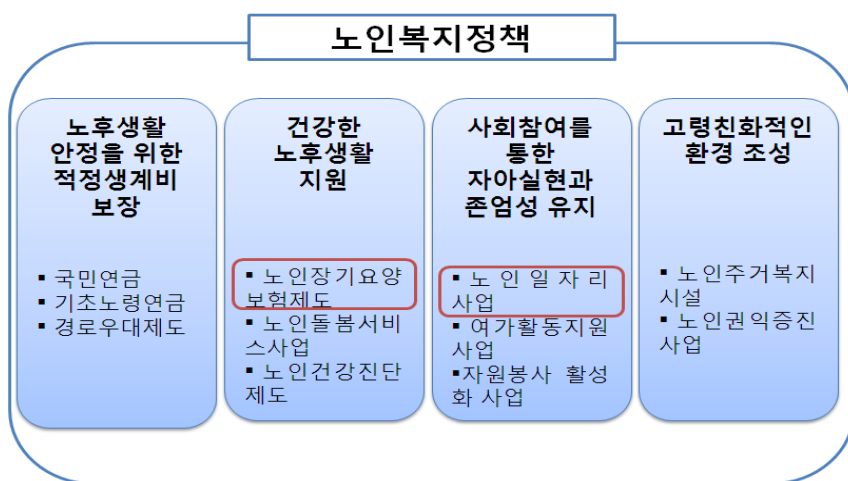 노인복지정책
노후생활
안정을 위한
적정생계비
보장
▪ 국민연금
▪ 기초노령연금
▪ 경로우대제도
건강한
노후생활
지원
▪ 노인장기요양
보험제도
▪ 노인돌봄서비
스사업
▪ 노인건강진단
제도
사회참여를
통한
자아실현과
존엄성 유지
▪ 노 인 일 자 리
사업
▪ 여가활동지원
사업
▪자원봉사 활성
화 사업
고령친화적인
환경 조성
▪ 노인주거복지
시설
▪ 노인권익증진
사업